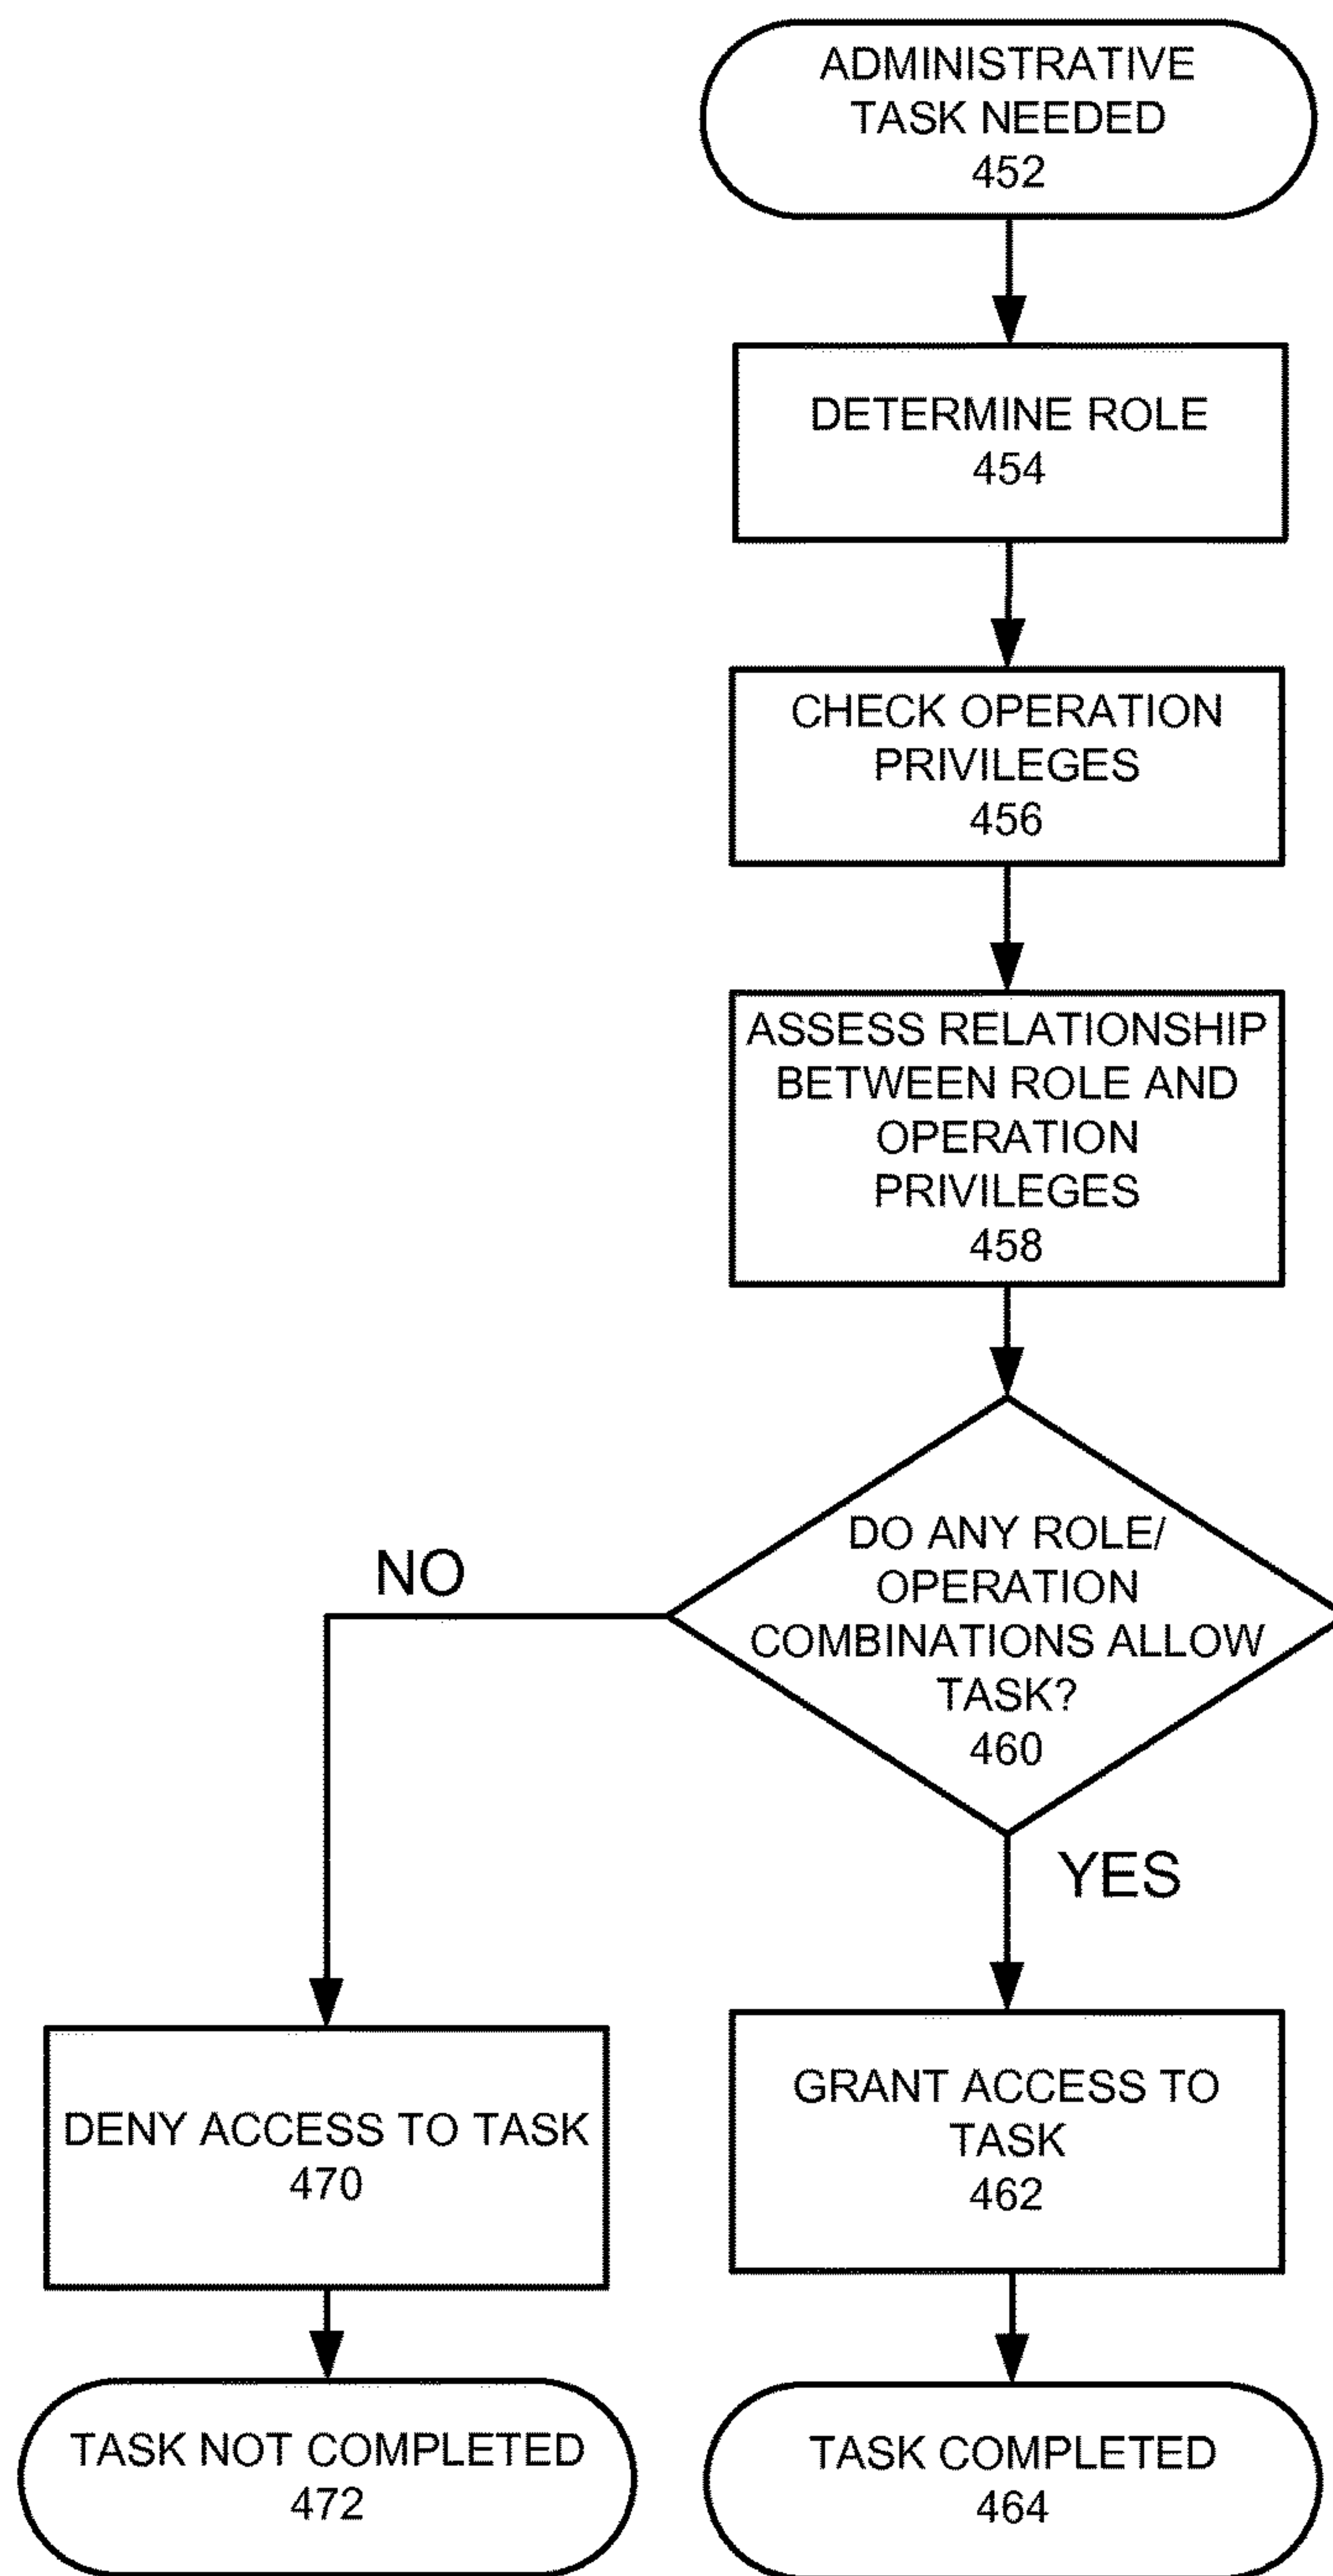 ADMINISTRATIVE
TASK NEEDED
452
DETERMINE ROLE
454
CHECK OPERATION
PRIVILEGES
456
ASSESS RELATIONSHIP
BETWEEN ROLE AND
OPERATION
PRIVILEGES
458
DO ANY ROLE/
OPERATION
COMBINATIONS ALLOW
TASK?
460
NO
YES
DENY ACCESS TO TASK
470
GRANT ACCESS TO
TASK
462
TASK NOT COMPLETED
472
TASK COMPLETED
464